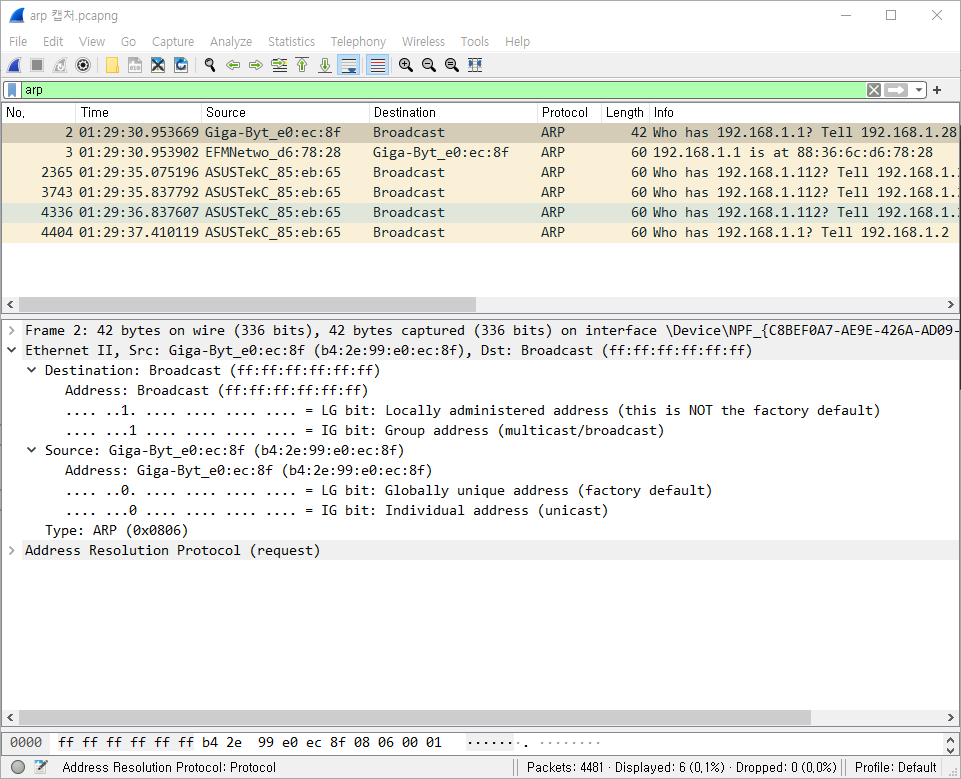 arp 캡처.pcapng
File Edit View Go Capture Analyze Statistics Telephony Wireless Tools Help
arp
No. Time Source Destination Protocol Length Info
2 01:29:30.953669 Giga-Byt_e0:ec:8f Broadcast ARP 42 Who has 192.168.1.1? Tell 192.168.1.28
3 01:29:30.953902 EFMNetwo_d6:78:28 Giga-Byt_e0:ec:8f ARP 60 192.168.1.1 is at 88:36:6c:d6:78:28
2365 01:29:35.075196 ASUSTekC_85:eb:65 Broadcast ARP 60 Who has 192.168.1.112? Tell 192.168.1.
3743 01:29:35.837792 ASUSTekC_85:eb:65 Broadcast ARP 60 Who has 192.168.1.112? Tell 192.168.1.
4336 01:29:36.837607 ASUSTekC_85:eb:65 Broadcast ARP 60 Who has 192.168.1.112? Tell 192.168.1.
4404 01:29:37.410119 ASUSTekC_85:eb:65 Broadcast ARP 60 Who has 192.168.1.1? Tell 192.168.1.2
Frame 2: 42 bytes on wire (336 bits), 42 bytes captured (336 bits) on interface \Device\NPF_{C8BEF0A7-AE9E-426A-AD09-
Ethernet II, Src: Giga-Byt_e0:ec:8f (b4:2e:99:e0:ec:8f), Dst: Broadcast (ff:ff:ff:ff:ff:ff)
Destination: Broadcast (ff:ff:ff:ff:ff:ff)
Address: Broadcast (ff:ff:ff:ff:ff:ff)
.... ..1. .... .... .... .... = LG bit: Locally administered address (this is NOT the factory default)
.... ...1 .... .... .... .... = IG bit: Group address (multicast/broadcast)
Source: Giga-Byt_e0:ec:8f (b4:2e:99:e0:ec:8f)
Address: Giga-Byt_e0:ec:8f (b4:2e:99:e0:ec:8f)
.... ..0. .... .... .... .... = LG bit: Globally unique address (factory default)
.... ...0 .... .... .... .... = IG bit: Individual address (unicast)
Type: ARP (0x0806)
Address Resolution Protocol (request)
0000 ff ff ff ff ff ff b4 2e 99 e0 ec 8f 08 06 00 01 ·······. ········
Address Resolution Protocol: Protocol Packets: 4481 · Displayed: 6 (0,1%) · Dropped: 0 (0,0%) Profile: Default